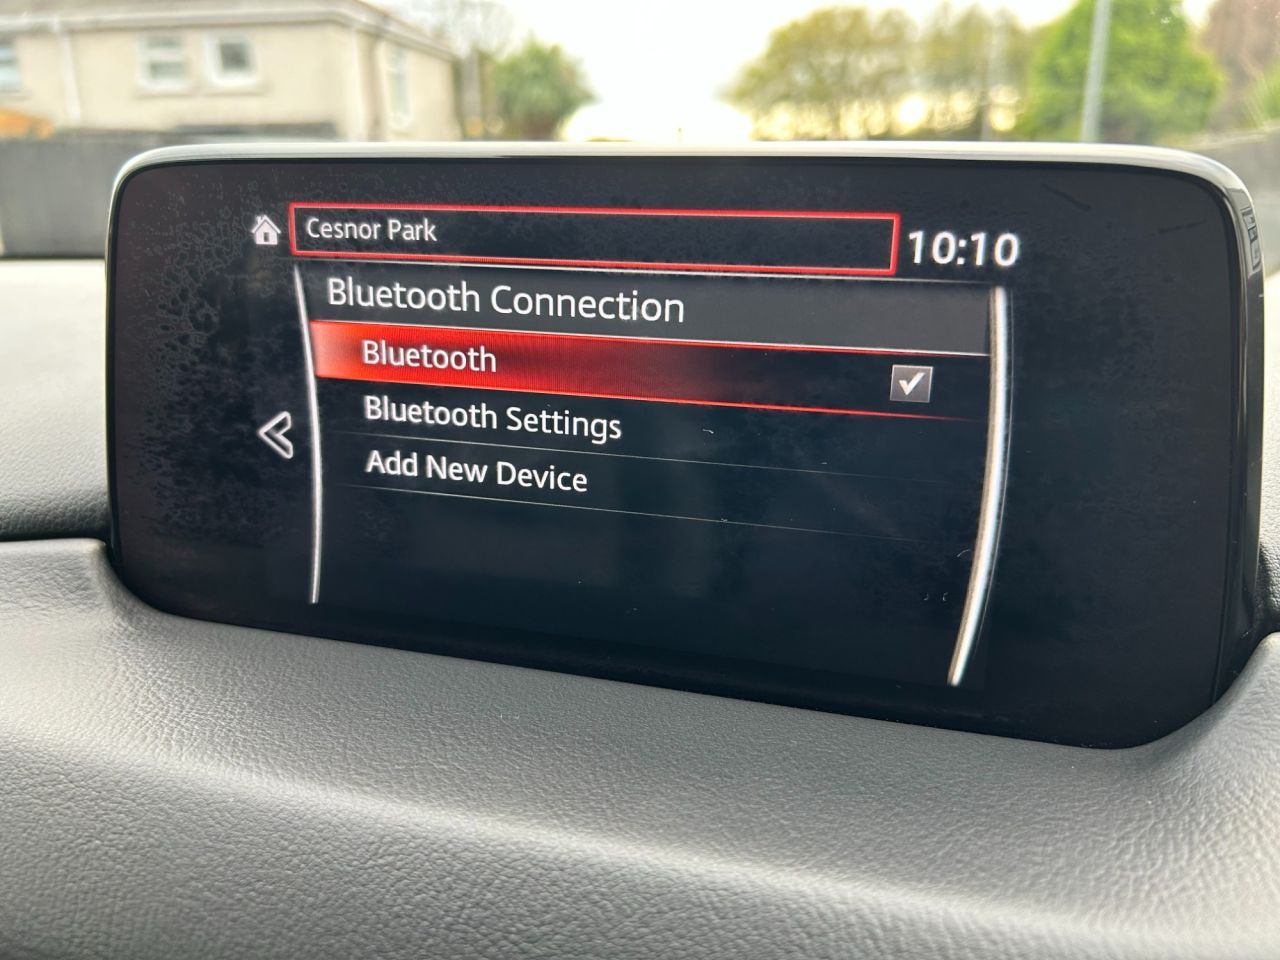 Cesnor Park
10:10
Bluetooth Connection
Bluetooth
Bluetooth Settings
Add New Device